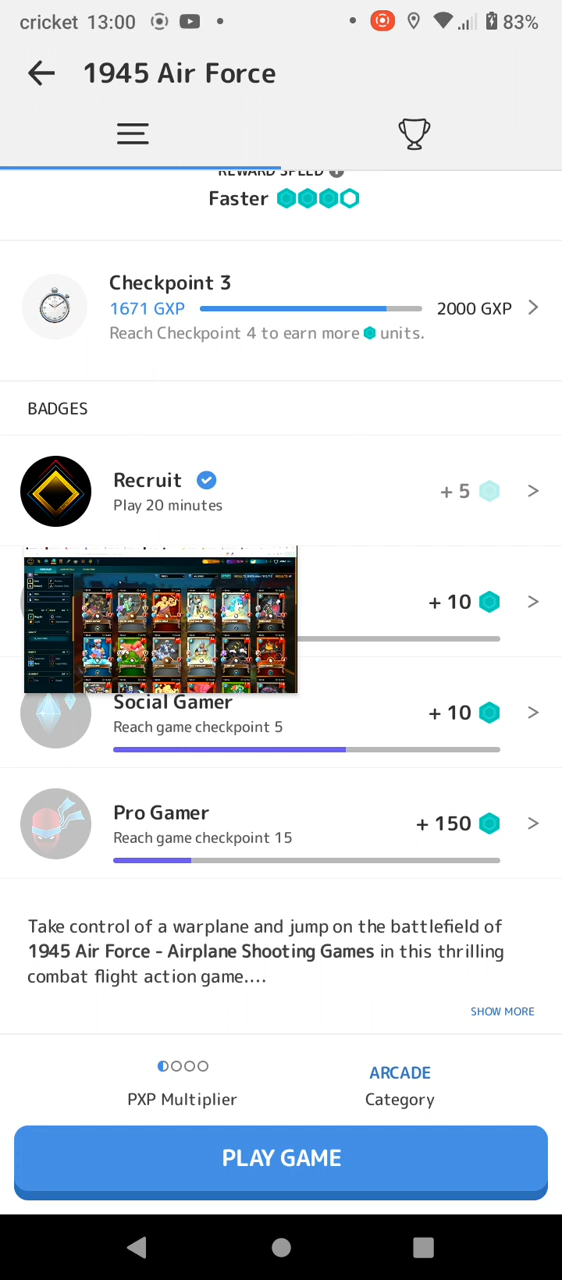 cricket 13:00
83%
1945 Air Force
REWARD SPEED
Faster
Checkpoint 3
1671 GXP
2000 GXP
Reach Checkpoint 4 to earn more units.
BADGES
Recruit
+ 5
Play 20 minutes
+ 10
Social Gamer
+ 10
Reach game checkpoint 5
Pro Gamer
+ 150
Reach game checkpoint 15
Take control of a warplane and jump on the battlefield of
1945 Air Force - Airplane Shooting Games in this thrilling
combat flight action game....
SHOW MORE
ARCADE
PXP Multiplier
Category
PLAY GAME